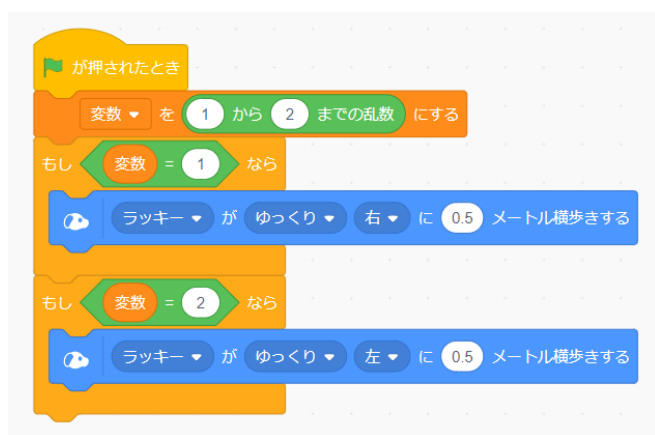 が押されたとき
変数 を 1 から 2 までの乱数 にする
もし 変数 = 1 なら
ラッキー が ゆっくり 右 に 0.5 メートル横歩きする
もし 変数 = 2 なら
ラッキー が ゆっくり 左 に 0.5 メートル横歩きする